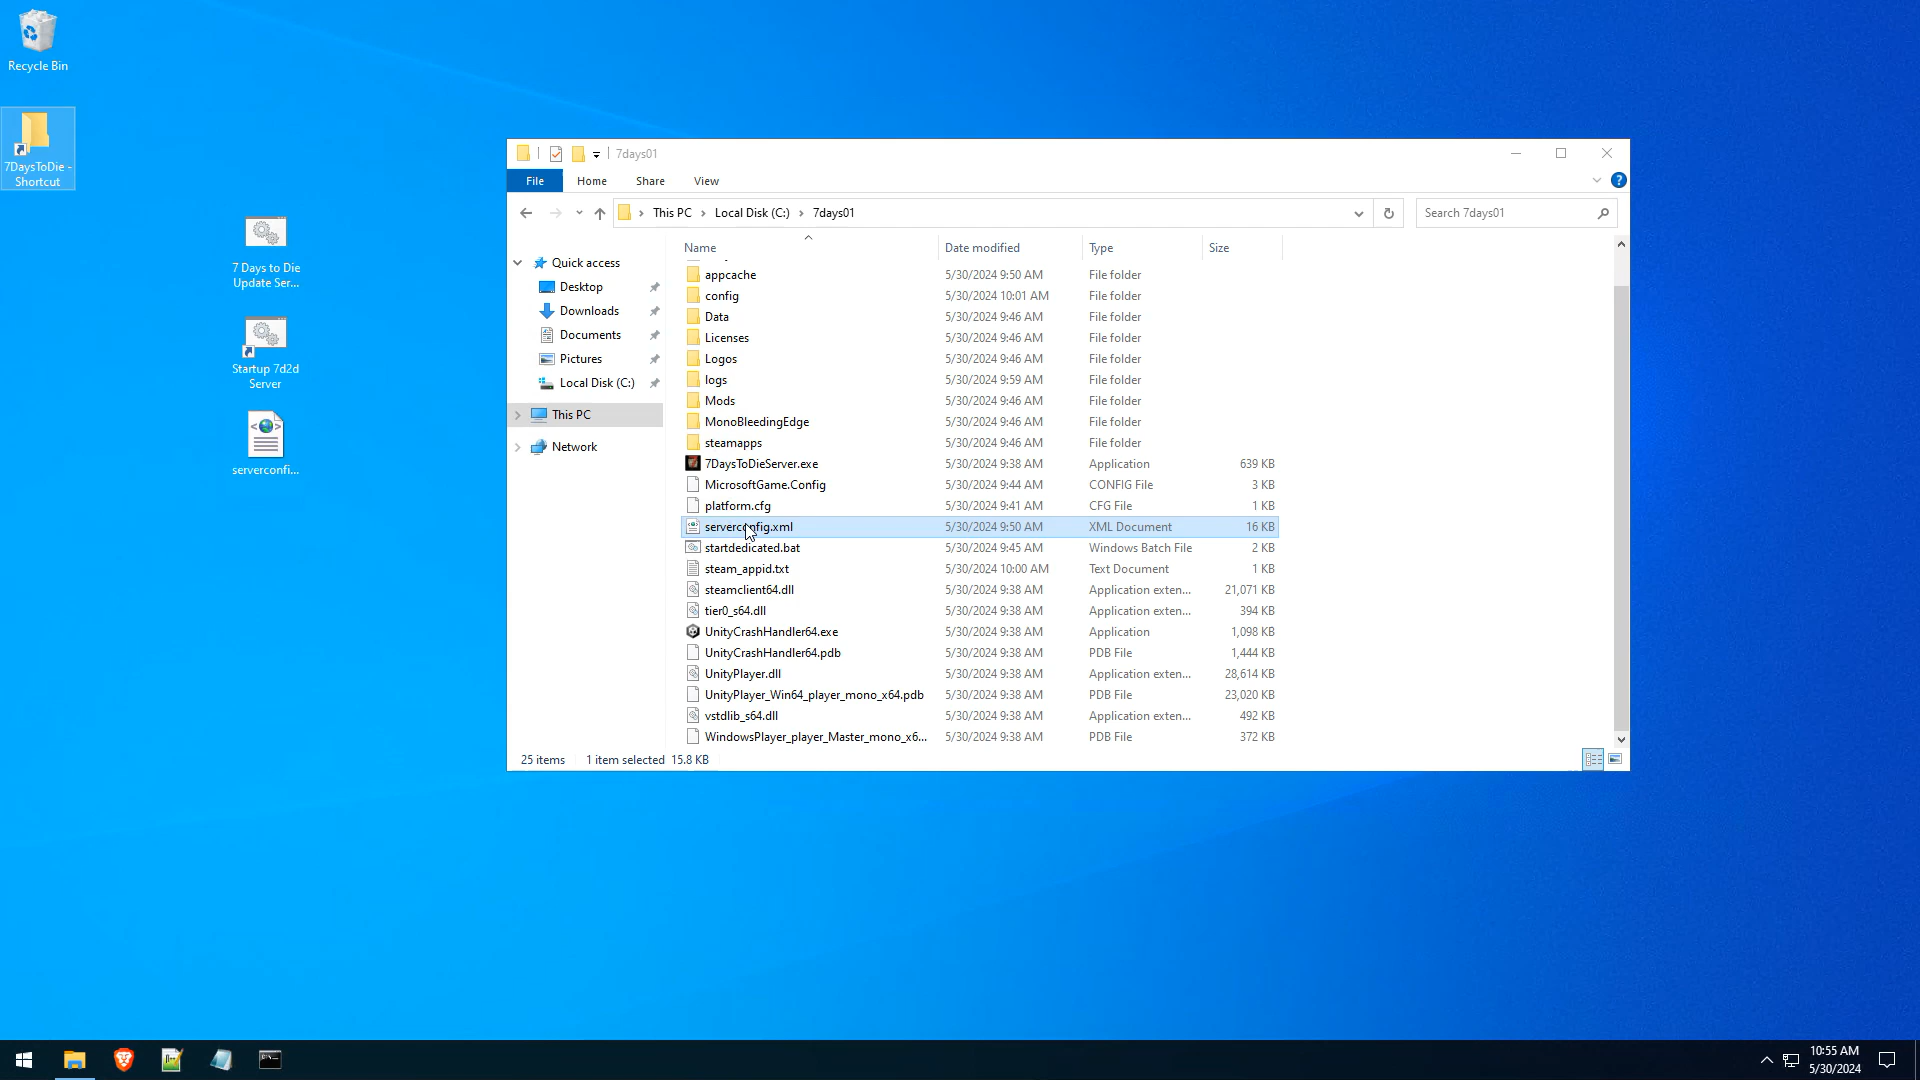 Recycle Bin
7DaysToDie -
Shortcut
7 Days to Die
Update Ser...
Startup 7d2d
Server
serverconfi...
7days01
File
Home
Share
View
This PC
Local Disk (C:)
7days01
Search 7days01
Name
Date modified
Type
Size
Quick access
Desktop
Downloads
Documents
Pictures
Local Disk (C:)
This PC
Network
appcache 5/30/2024 9:50 AM File folder
config 5/30/2024 10:01 AM File folder
Data 5/30/2024 9:46 AM File folder
Licenses 5/30/2024 9:46 AM File folder
Logos 5/30/2024 9:46 AM File folder
logs 5/30/2024 9:59 AM File folder
Mods 5/30/2024 9:46 AM File folder
MonoBleedingEdge 5/30/2024 9:46 AM File folder
steamapps 5/30/2024 9:46 AM File folder
7DaysToDieServer.exe 5/30/2024 9:38 AM Application 639 KB
MicrosoftGame.Config 5/30/2024 9:44 AM CONFIG File 3 KB
platform.cfg 5/30/2024 9:41 AM CFG File 1 KB
serverconfig.xml 5/30/2024 9:50 AM XML Document 16 KB
startdedicated.bat 5/30/2024 9:45 AM Windows Batch File 2 KB
steam_appid.txt 5/30/2024 10:00 AM Text Document 1 KB
steamclient64.dll 5/30/2024 9:38 AM Application exten... 21,071 KB
tier0_s64.dll 5/30/2024 9:38 AM Application exten... 394 KB
UnityCrashHandler64.exe 5/30/2024 9:38 AM Application 1,098 KB
UnityCrashHandler64.pdb 5/30/2024 9:38 AM PDB File 1,444 KB
UnityPlayer.dll 5/30/2024 9:38 AM Application exten... 28,614 KB
UnityPlayer_Win64_player_mono_x64.pdb 5/30/2024 9:38 AM PDB File 23,020 KB
vstdlib_s64.dll 5/30/2024 9:38 AM Application exten... 492 KB
WindowsPlayer_player_Master_mono_x6... 5/30/2024 9:38 AM PDB File 372 KB
25 items 1 item selected 15.8 KB
10:55 AM
5/30/2024